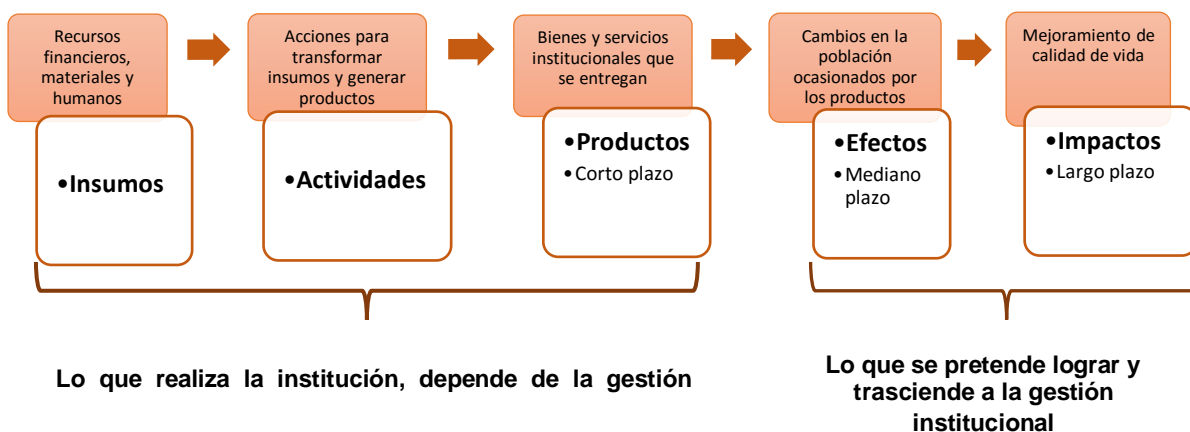 Recursos
financieros,
materiales y
humanos
•Insumos
Acciones para
transformar
insumos y generar
productos
•Actividades
Bienes y servicios
institucionales que
se entregan
•Productos
•Corto plazo
Cambios en la
población
ocasionados por
los productos
•Efectos
•Mediano
plazo
Mejoramiento de
calidad de vida
•Impactos
•Largo plazo
Lo que realiza la institución, depende de la gestión
Lo que se pretende lograr y
trasciende a la gestión
institucional